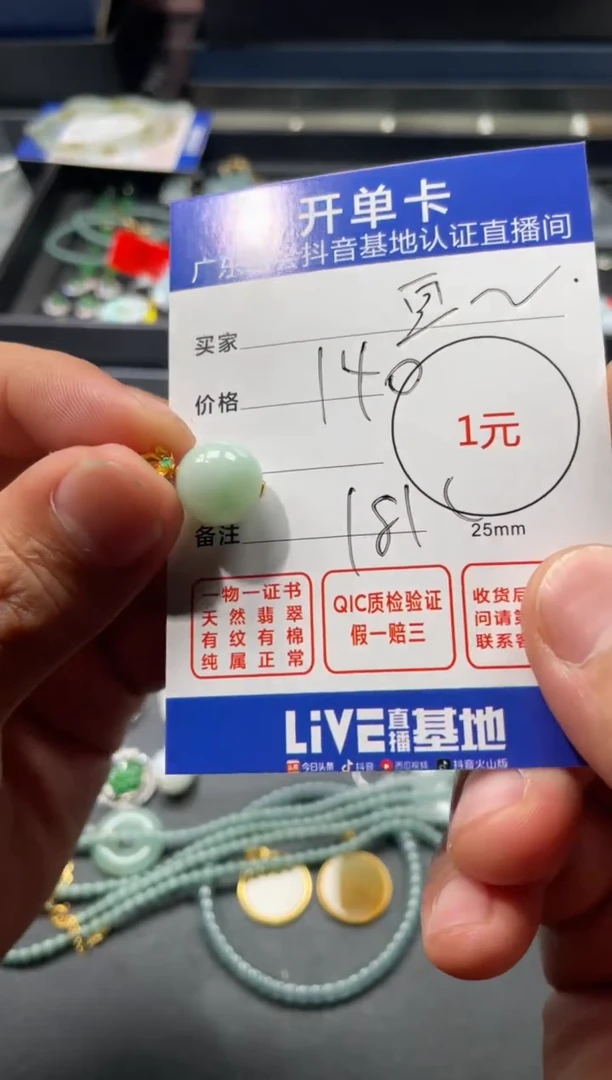 开单卡
广东 抖音基地认证直播间
买家 豆~
价格 140
1元
备注 181
25mm
一物一证书
天然翡翠
有纹有棉
纯属正常
QIC质检验证
假一赔三
收货后
问请
联系客
LiVE直播基地
今日头条 抖音 西瓜视频 抖音火山版